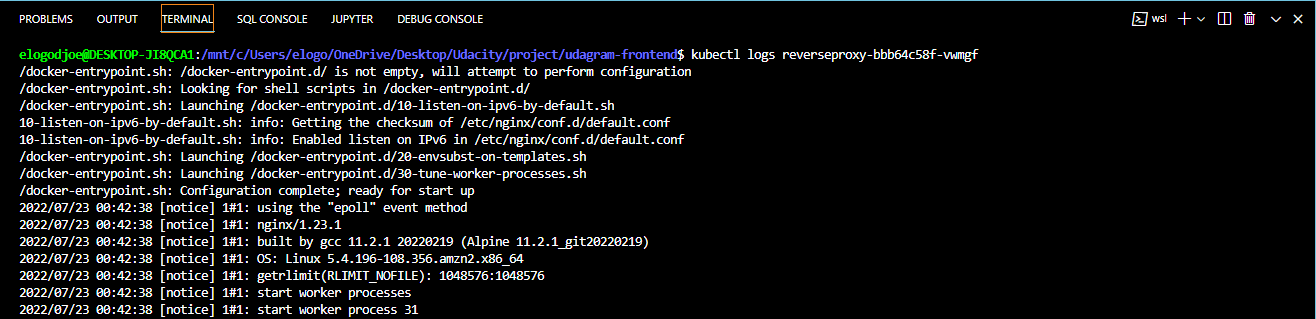 PROBLEMS OUTPUT TERMINAL SQL CONSOLE JUPYTER DEBUG CONSOLE wsl
elogodjoe@DESKTOP-JI8QCA1:/mnt/c/Users/elogo/OneDrive/Desktop/Udacity/project/udagram-frontend$ kubectl logs reverseproxy-bbb64c58f-vwmgf
/docker-entrypoint.sh: /docker-entrypoint.d/ is not empty, will attempt to perform configuration
/docker-entrypoint.sh: Looking for shell scripts in /docker-entrypoint.d/
/docker-entrypoint.sh: Launching /docker-entrypoint.d/10-listen-on-ipv6-by-default.sh
10-listen-on-ipv6-by-default.sh: info: Getting the checksum of /etc/nginx/conf.d/default.conf
10-listen-on-ipv6-by-default.sh: info: Enabled listen on IPv6 in /etc/nginx/conf.d/default.conf
/docker-entrypoint.sh: Launching /docker-entrypoint.d/20-envsubst-on-templates.sh
/docker-entrypoint.sh: Launching /docker-entrypoint.d/30-tune-worker-processes.sh
/docker-entrypoint.sh: Configuration complete; ready for start up
2022/07/23 00:42:38 [notice] 1#1: using the "epoll" event method
2022/07/23 00:42:38 [notice] 1#1: nginx/1.23.1
2022/07/23 00:42:38 [notice] 1#1: built by gcc 11.2.1 20220219 (Alpine 11.2.1_git20220219)
2022/07/23 00:42:38 [notice] 1#1: OS: Linux 5.4.196-108.356.amzn2.x86_64
2022/07/23 00:42:38 [notice] 1#1: getrlimit(RLIMIT_NOFILE): 1048576:1048576
2022/07/23 00:42:38 [notice] 1#1: start worker processes
2022/07/23 00:42:38 [notice] 1#1: start worker process 31